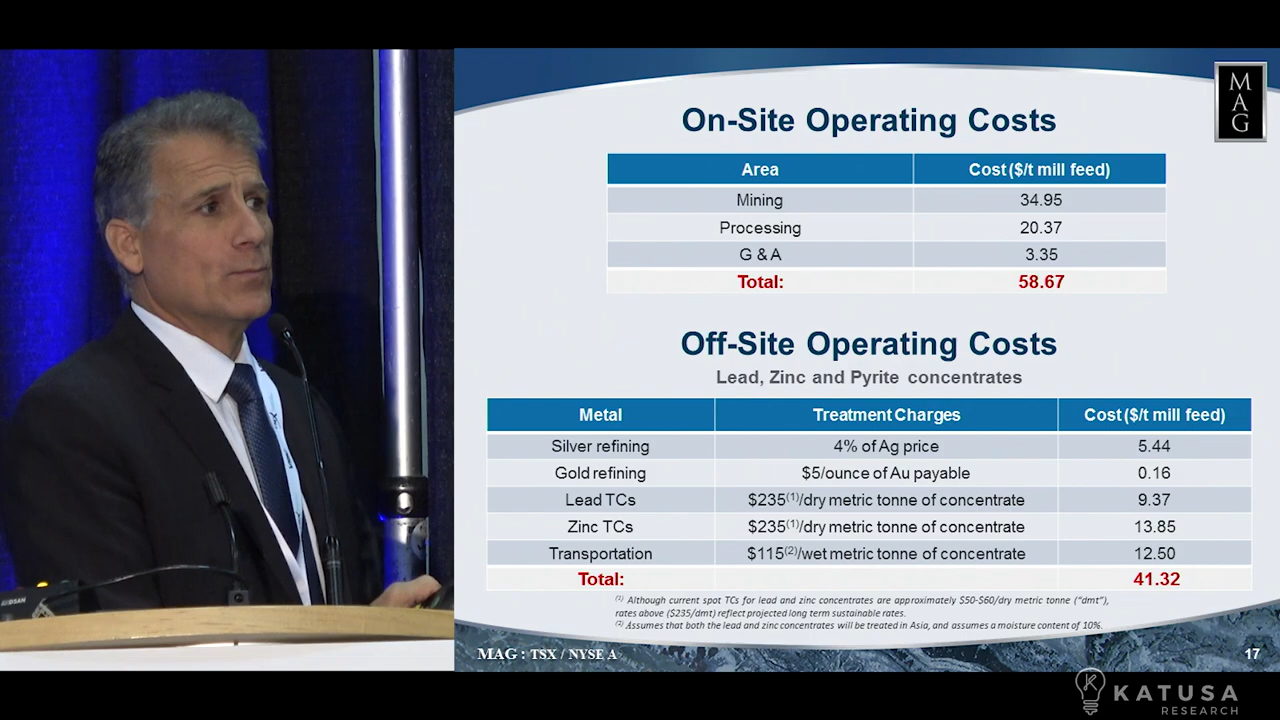 MAG
On-Site Operating Costs
Area Cost ($/t mill feed)
Mining 34.95
Processing 20.37
G & A 3.35
Total: 58.67
Off-Site Operating Costs
Lead, Zinc and Pyrite concentrates
Metal Treatment Charges Cost ($/t mill feed)
Silver refining 4% of Ag price 5.44
Gold refining $5/ounce of Au payable 0.16
Lead TCs $235(1)/dry metric tonne of concentrate 9.37
Zinc TCs $235(1)/dry metric tonne of concentrate 13.85
Transportation $115(2)/wet metric tonne of concentrate 12.50
Total: 41.32
(1) Although current spot TCs for lead and zinc concentrates are approximately $50-$60/dry metric tonne ("dmt"),
rates above ($235/dmt) reflect projected long term sustainable rates.
(2) Assumes that both the lead and zinc concentrates will be treated in Asia, and assumes a moisture content of 10%.
MAG : TSX / NYSE A
17
KATUSA
RESEARCH